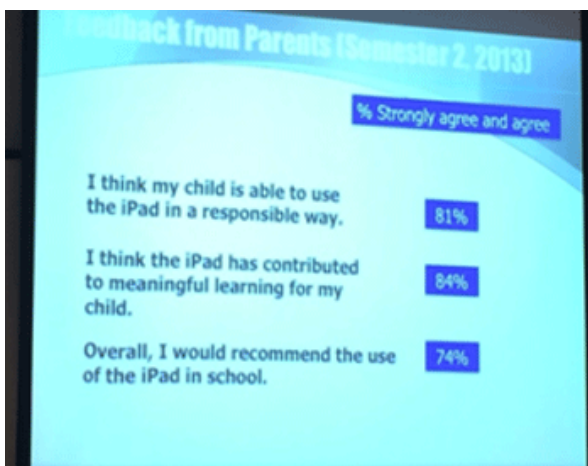 Feedback from Parents (Semester 2, 2013)
% Strongly agree and agree
I think my child is able to use
the iPad in a responsible way.
81%
I think the iPad has contributed
to meaningful learning for my
child.
84%
Overall, I would recommend the use
of the iPad in school.
74%